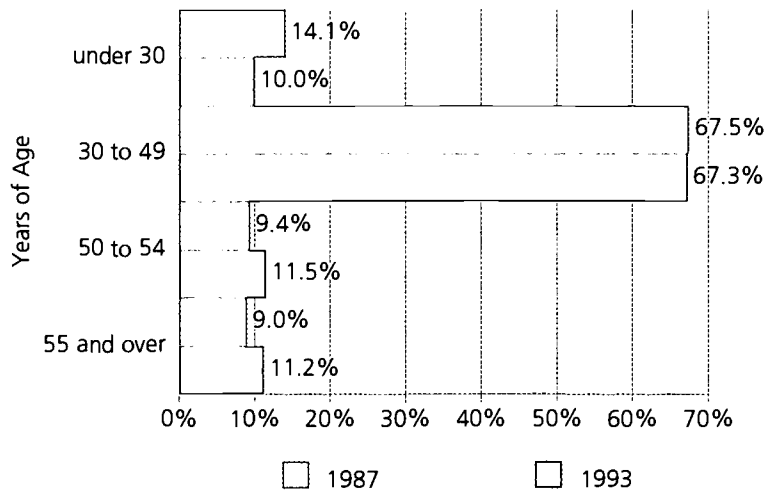 14.1%
under 30
10.0%
67.5%
30 to 49
67.3%
9.4%
50 to 54
11.5%
9.0%
55 and over
11.2%
Years of Age
0% 10% 20% 30% 40% 50% 60% 70%
1987 1993